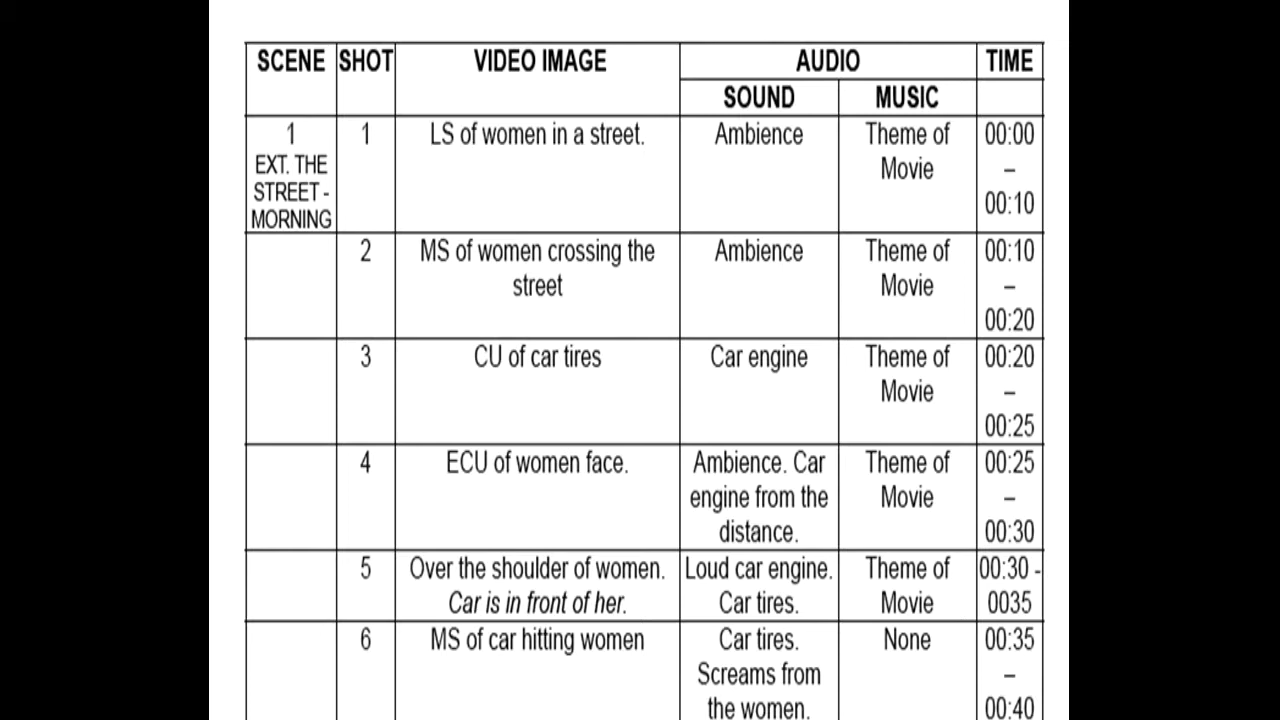 SCENE SHOT VIDEO IMAGE AUDIO TIME
SOUND MUSIC
1 1 LS of women in a street. Ambience Theme of 00:00
EXT. THE Movie –
STREET - 00:10
MORNING
2 MS of women crossing the Ambience Theme of 00:10
street Movie –
00:20
3 CU of car tires Car engine Theme of 00:20
Movie –
00:25
4 ECU of women face. Ambience. Car Theme of 00:25
engine from the Movie –
distance. 00:30
5 Over the shoulder of women. Loud car engine. Theme of 00:30 -
Car is in front of her. Car tires. Movie 0035
6 MS of car hitting women Car tires. None 00:35
Screams from –
the women. 00:40